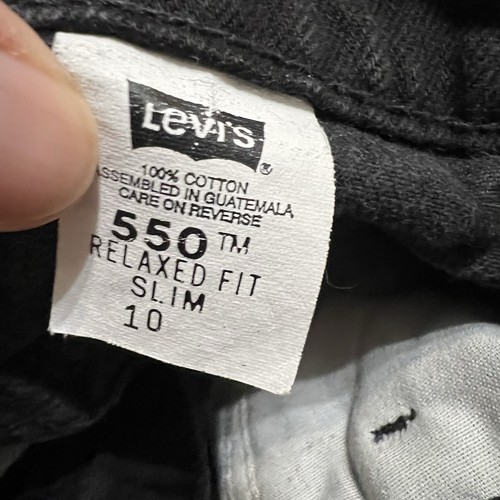 Levi's®
100% COTTON
ASSEMBLED IN GUATEMALA
CARE ON REVERSE
550™
RELAXED FIT
SLIM
10